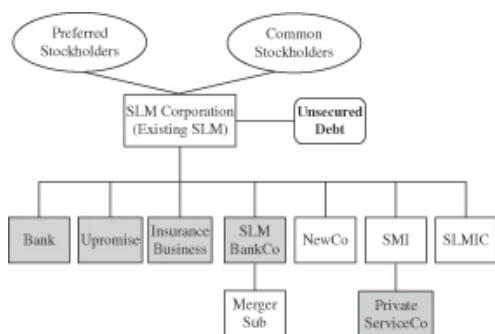 Preferred
Stockholders
Common
Stockholders
SLM Corporation
(Existing SLM)
Unsecured
Debt
Bank
Upromise
Insurance
Business
SLM
BankCo
NewCo
SMI
SLMIC
Merger
Sub
Private
ServiceCo